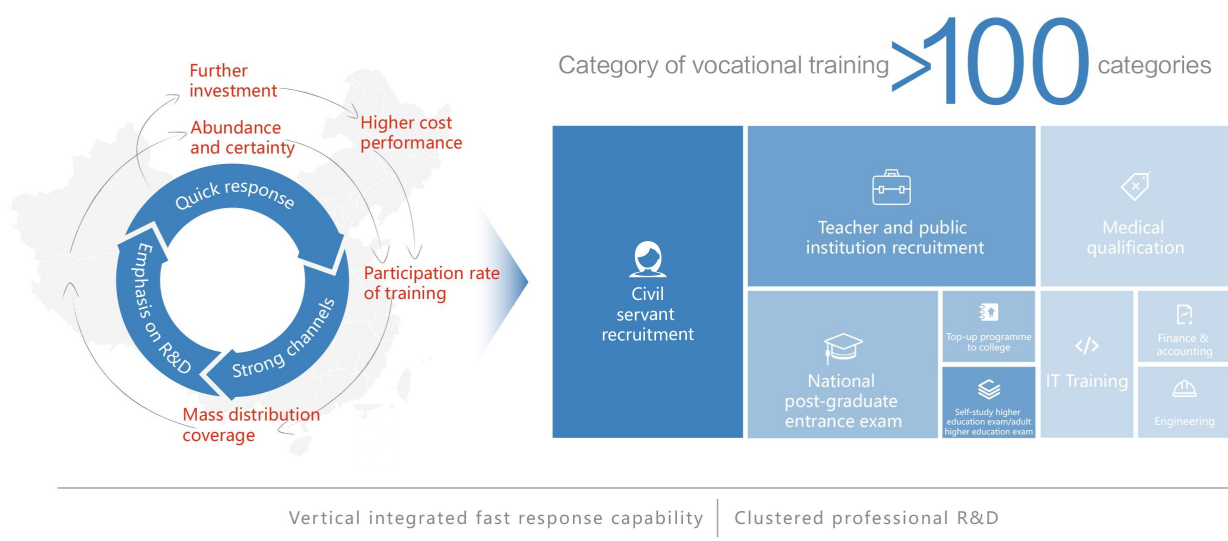 Category of vocational training >100 categories
Further
investment
Abundance
and certainty
Higher cost
performance
Quick response
Emphasis on R&D
Strong channels
Participation rate
of training
Mass distribution
coverage
Civil
servant
recruitment
Teacher and public
institution recruitment
Medical
qualification
National
post-graduate
entrance exam
Top-up programme
to college
Self-study higher
education exam/adult
higher education exam
IT Training
Finance &
accounting
Engineering
Vertical integrated fast response capability
Clustered professional R&D